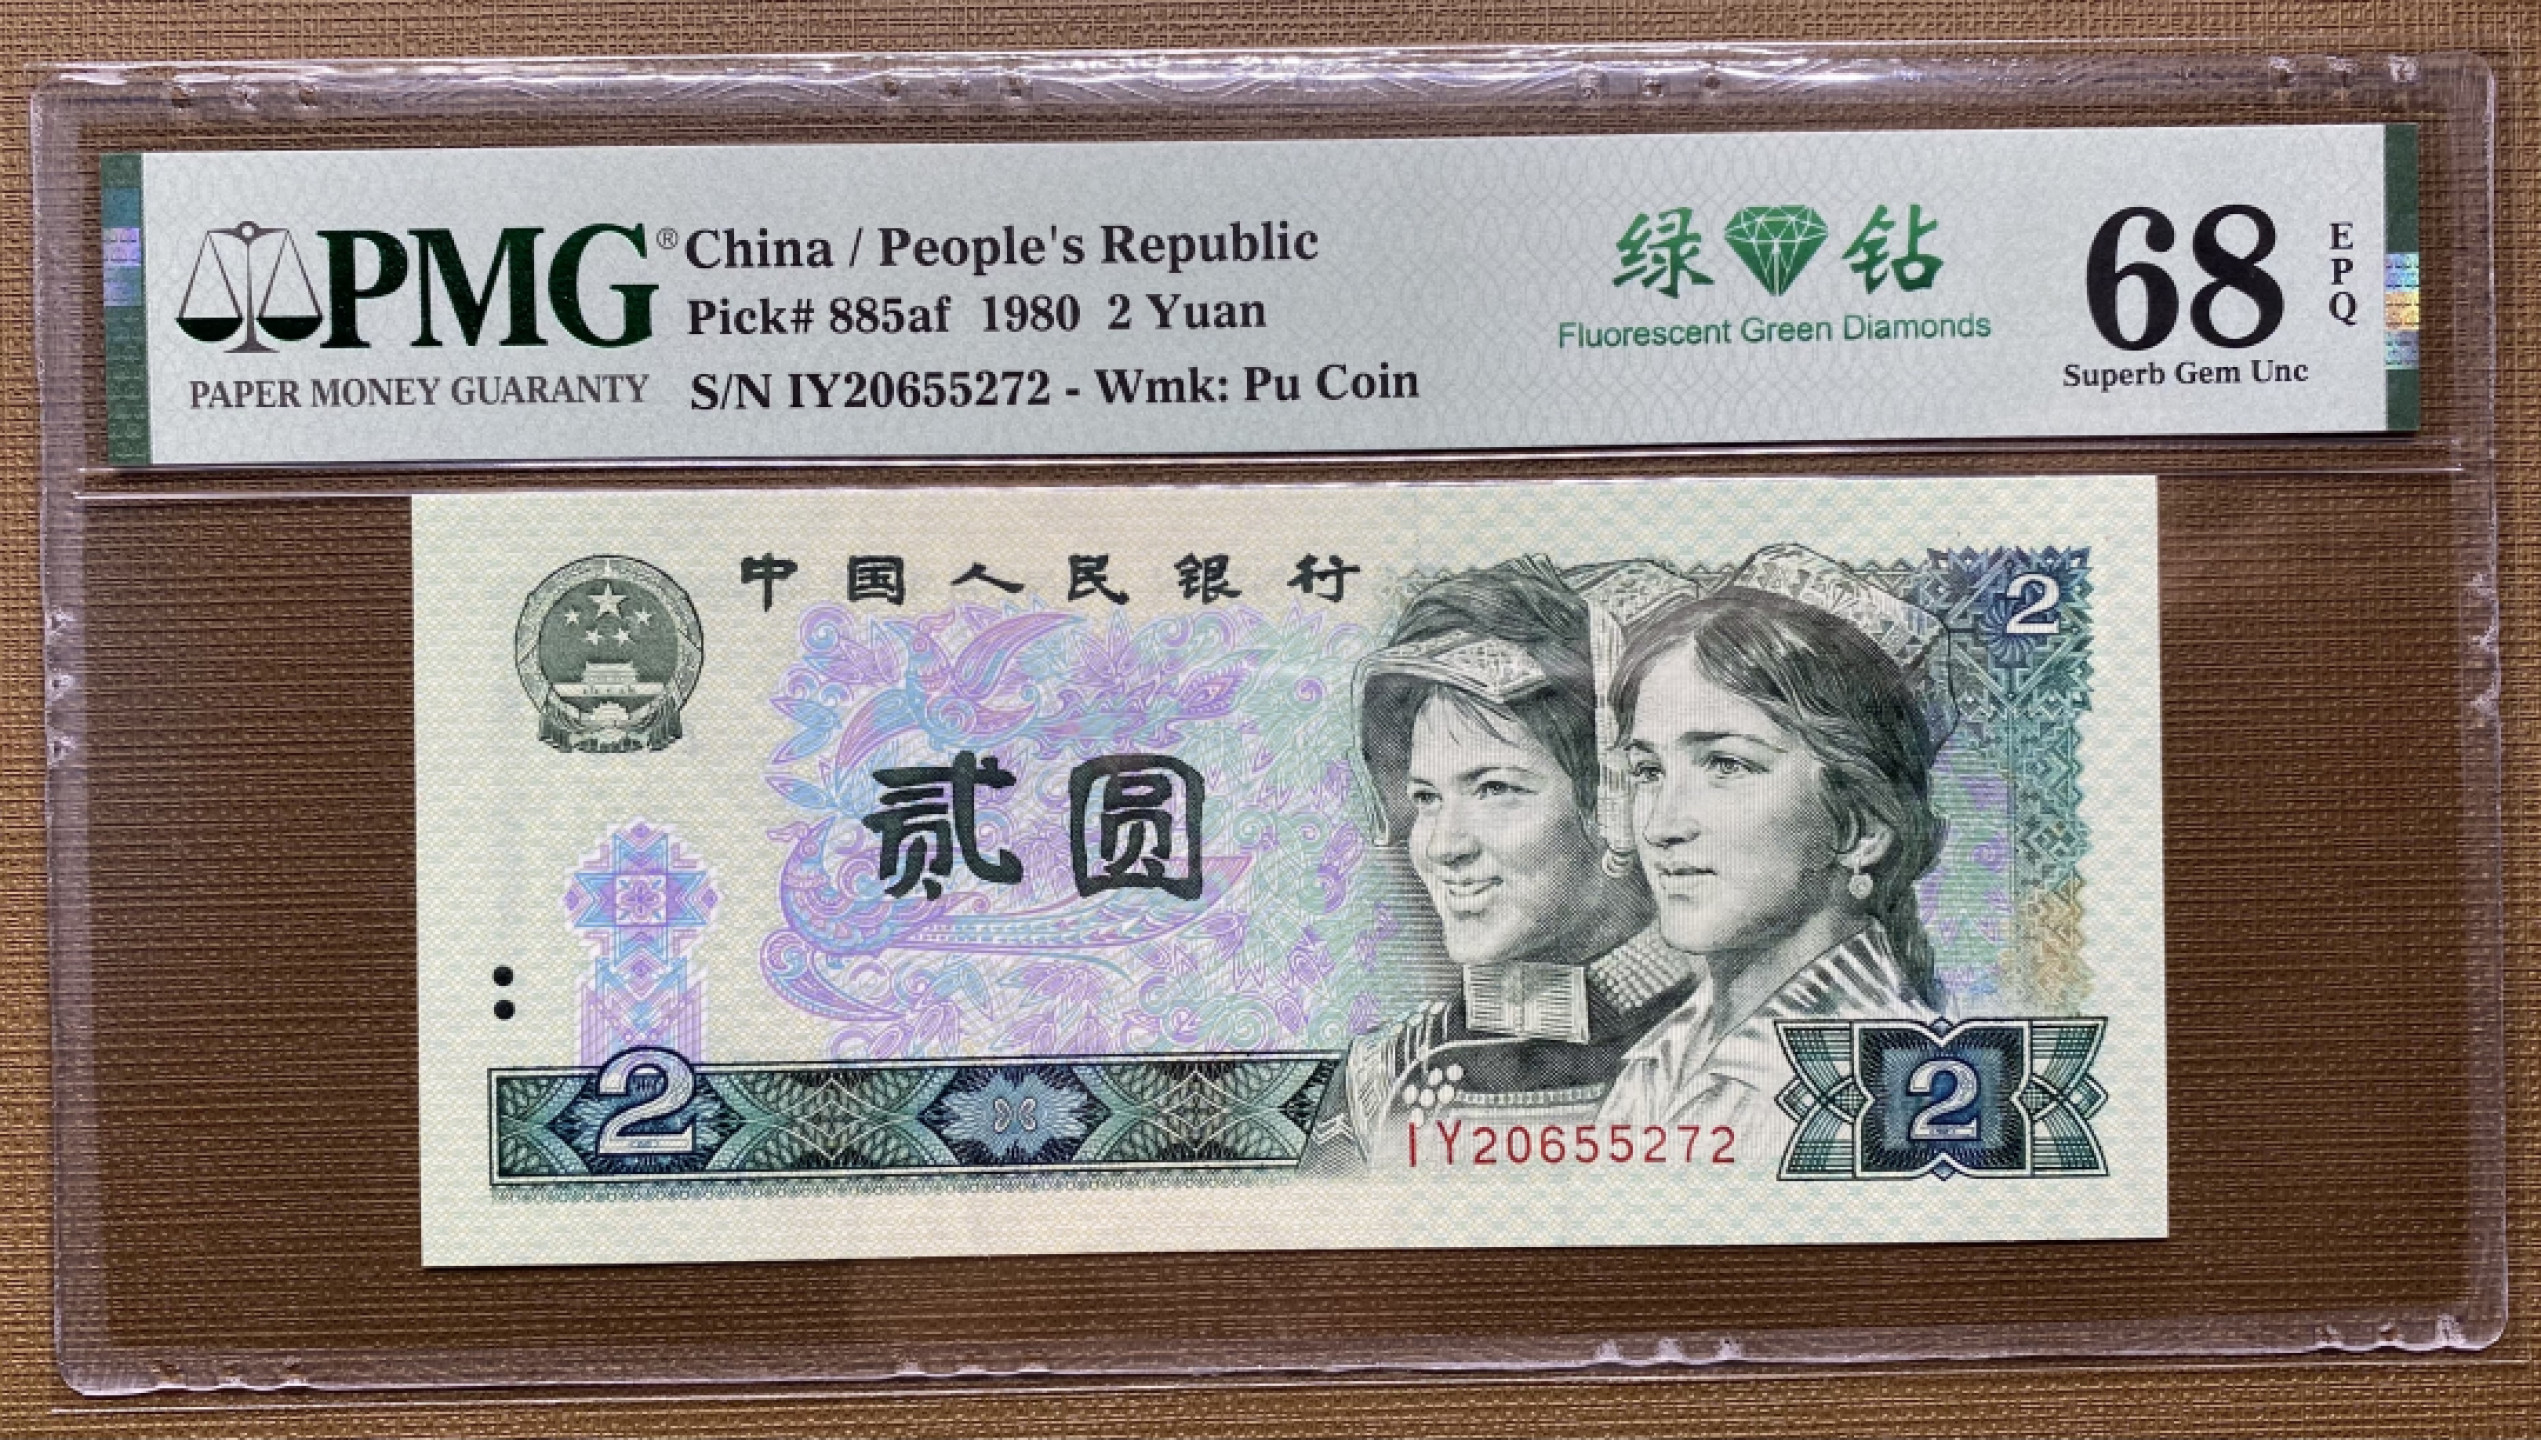 PMG®
PAPER MONEY GUARANTY
China / People's Republic
Pick# 885af 1980 2 Yuan
S/N IY20655272 - Wmk: Pu Coin
绿钻
Fluorescent Green Diamonds
68
EPQ
Superb Gem Unc
中国人民银行
2
贰圆
2
2
IY20655272